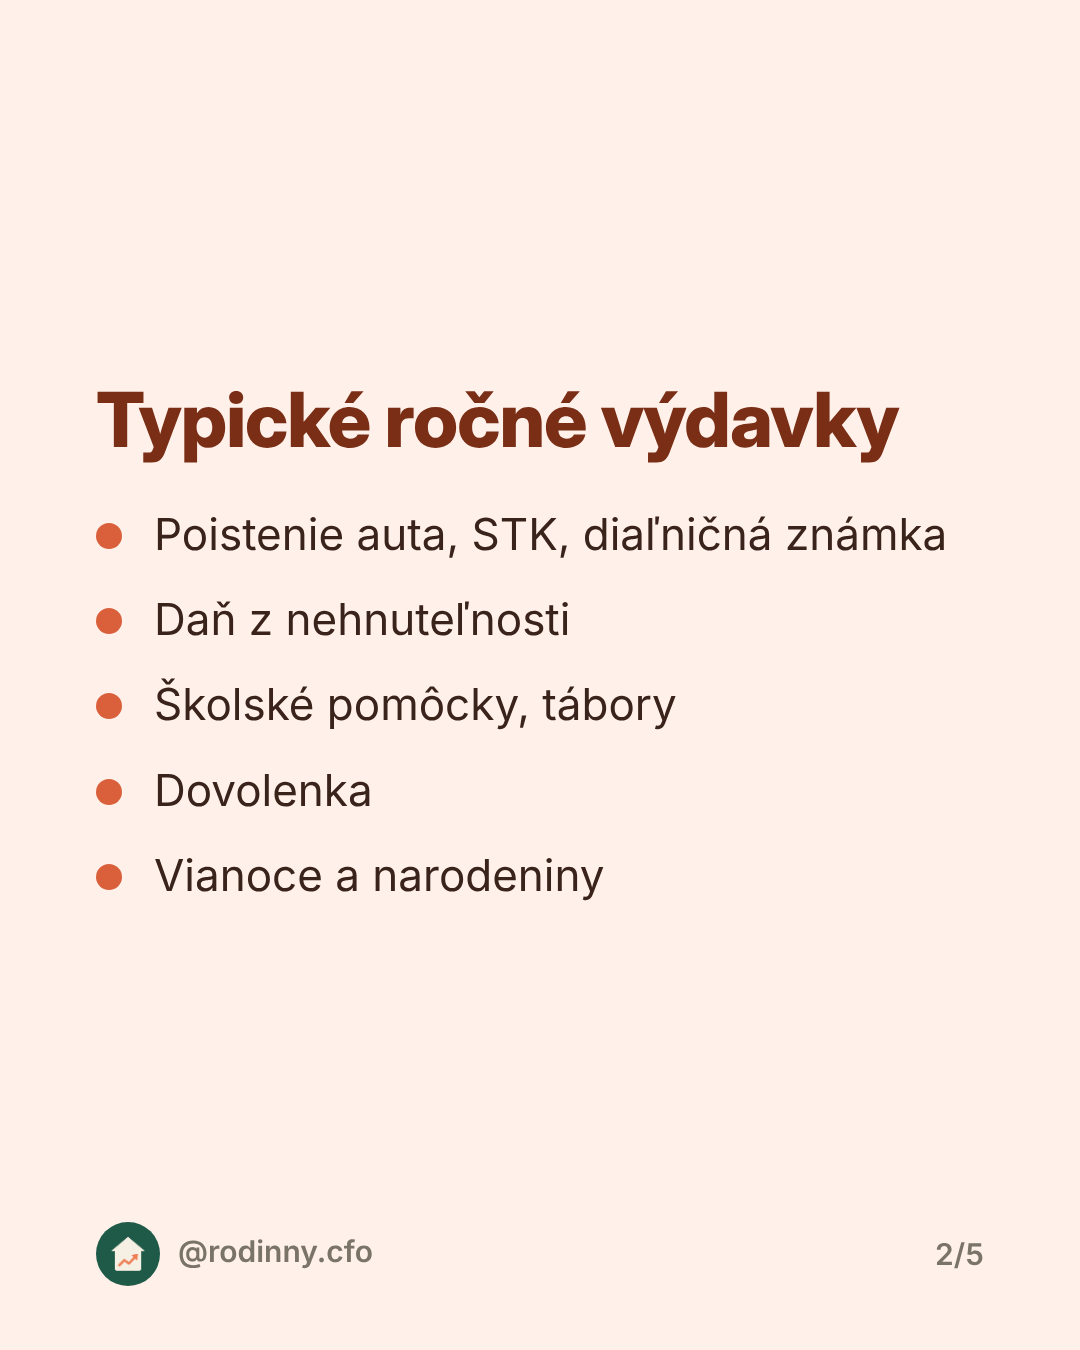 Typické ročné výdavky
Poistenie auta, STK, diaľničná známka
Daň z nehnuteľnosti
Školské pomôcky, tábory
Dovolenka
Vianoce a narodeniny
@rodinny.cfo
2/5